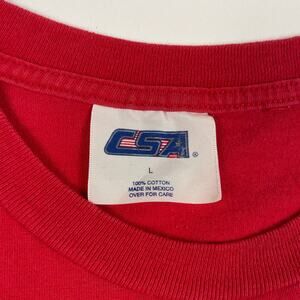 CSA ®
L
100% COTTON
MADE IN MEXICO
OVER FOR CARE